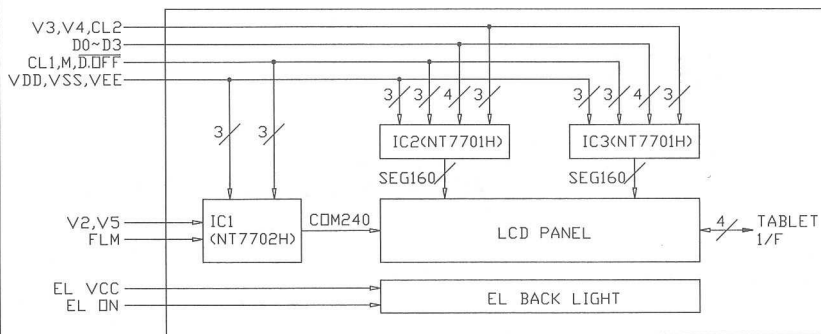 V3,V4,CL2
D0~D3
CL1,M,D.OFF
VDD,VSS,VEE
3 3 4 3 3 3 4 3
3 3
IC2(NT7701H) IC3(NT7701H)
SEG160 SEG160
V2,V5
FLM
IC1
(NT7702H)
COM240
LCD PANEL
4
TABLET
1/F
EL VCC
EL ON
EL BACK LIGHT